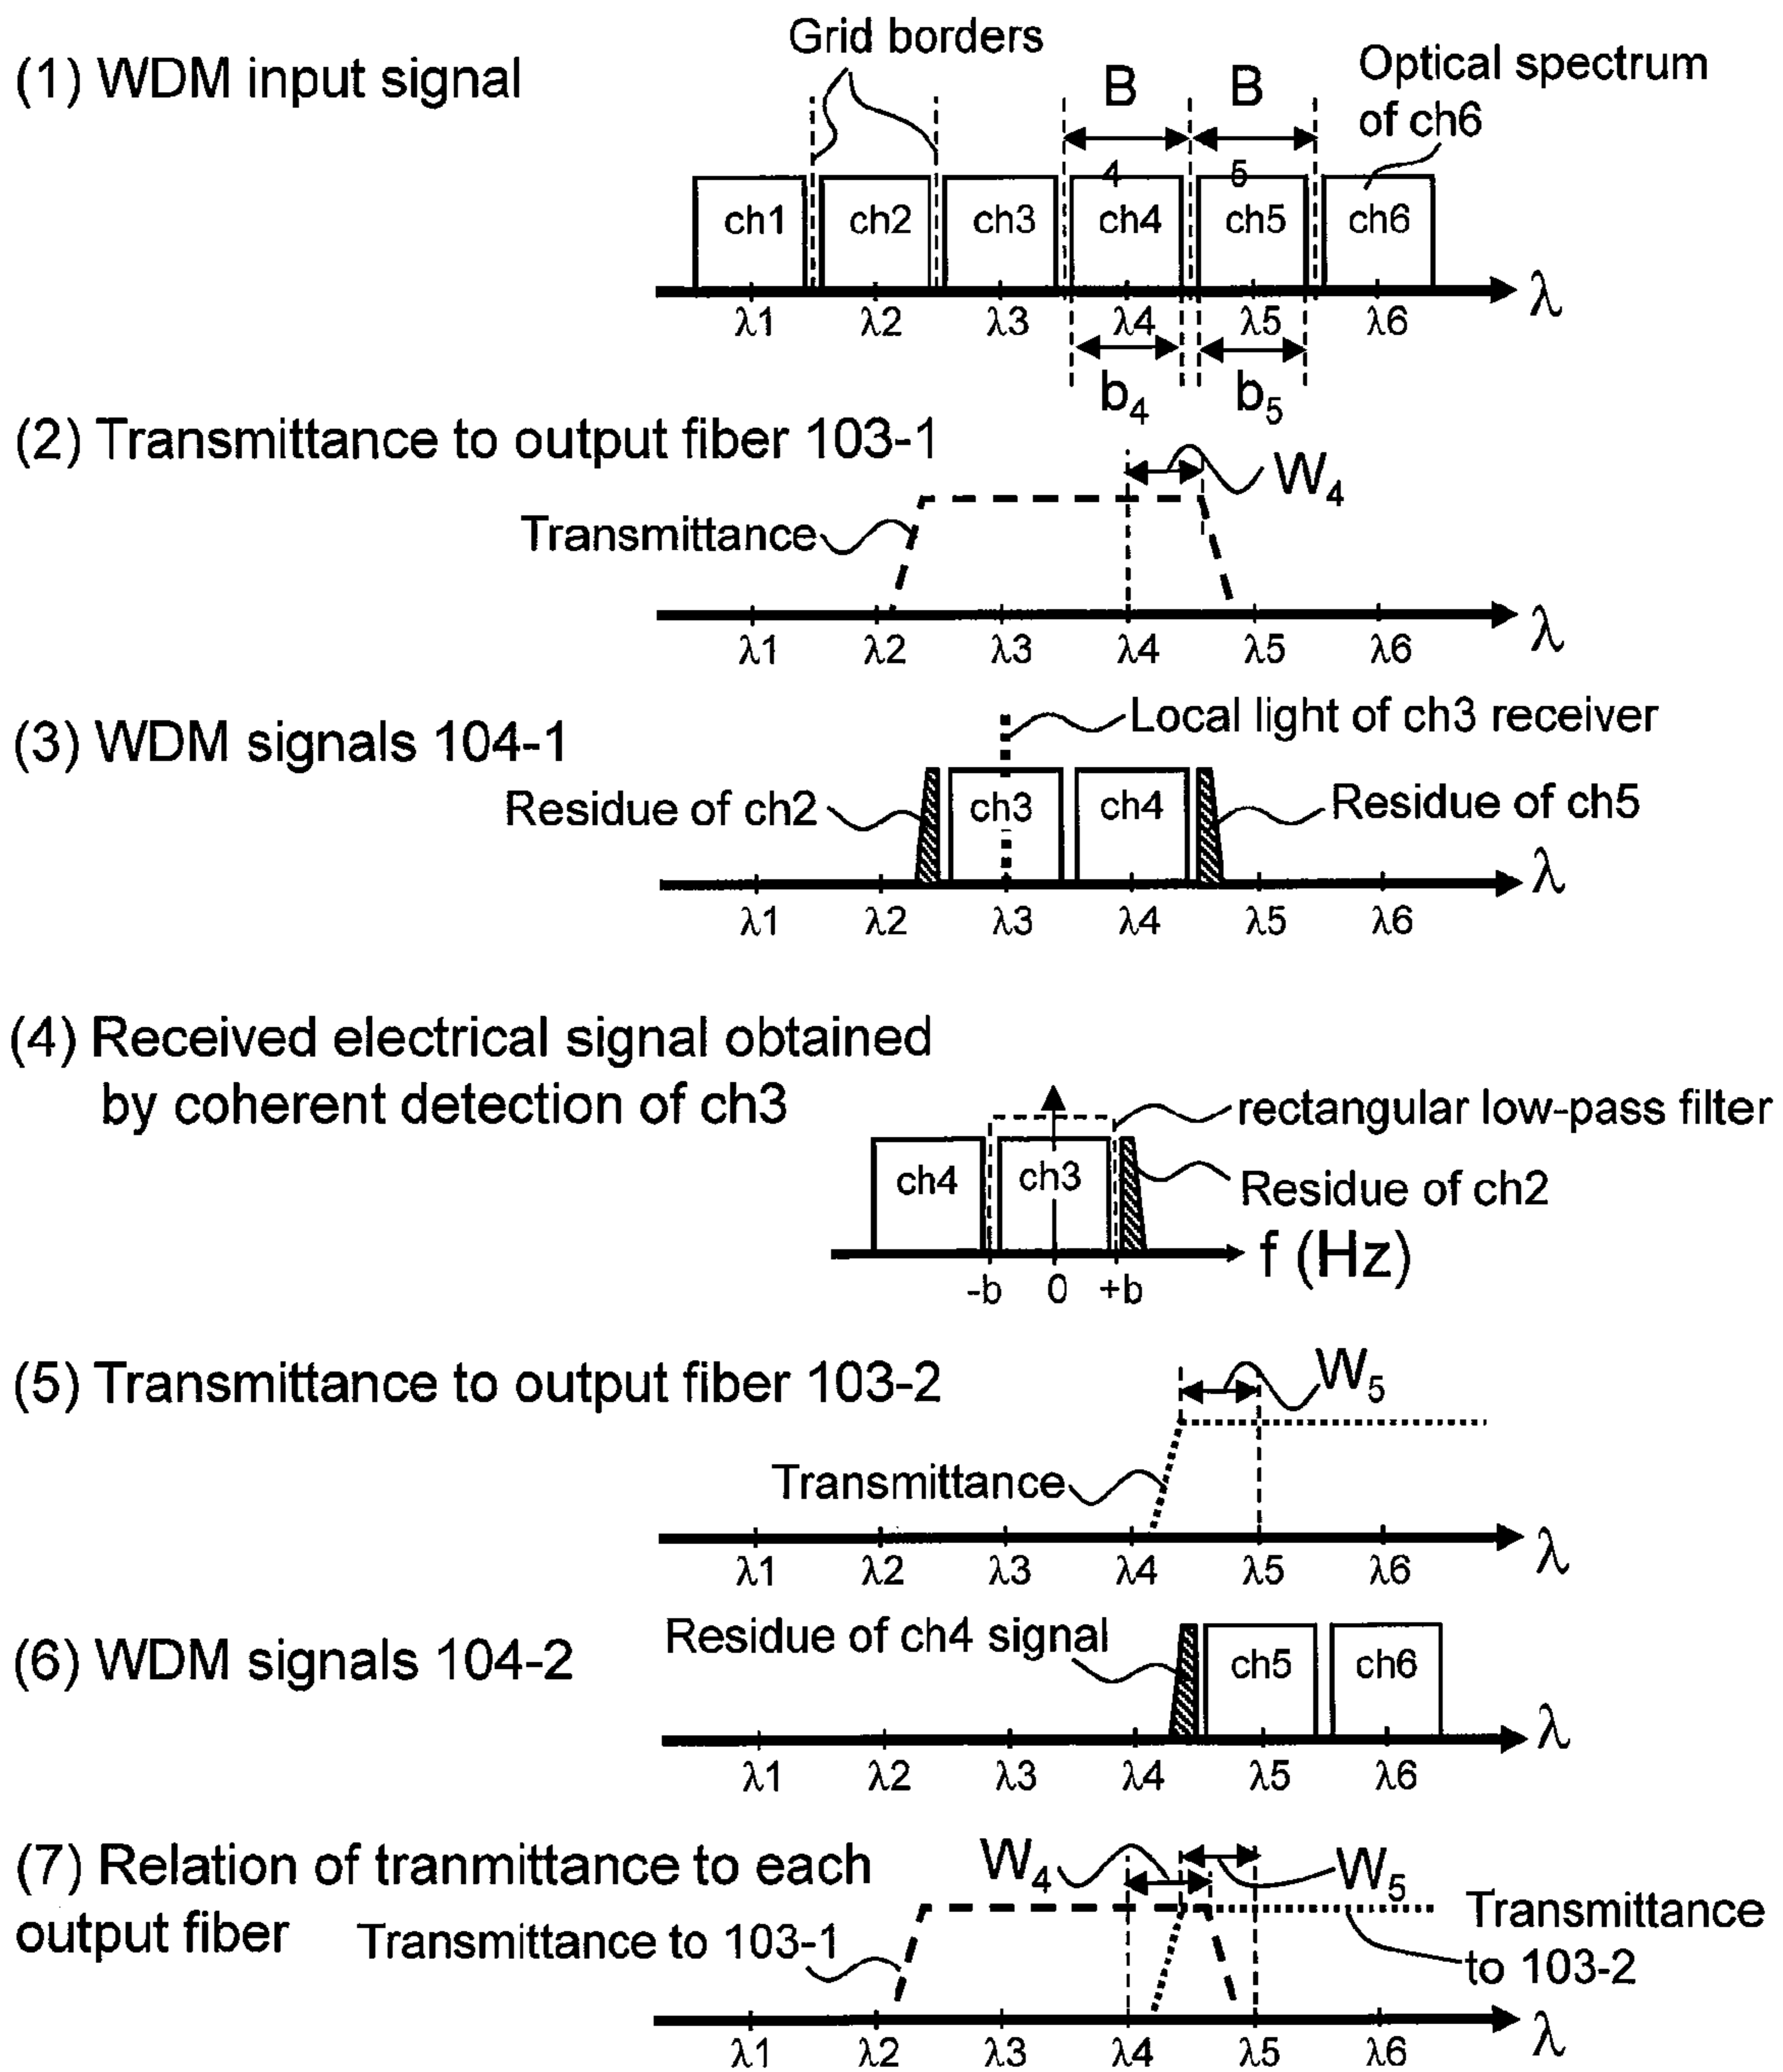 Grid borders
(1) WDM input signal
B
B
Optical spectrum
of ch6
4
5
ch1
ch2
ch3
ch4
ch5
ch6
λ
λ1
λ2
λ3
λ4
λ5
λ6
b4
b5
(2) Transmittance to output fiber 103-1
W4
Transmittance
λ
λ1
λ2
λ3
λ4
λ5
λ6
(3) WDM signals 104-1
Local light of ch3 receiver
Residue of ch2
ch3
ch4
Residue of ch5
λ
λ1
λ2
λ3
λ4
λ5
λ6
(4) Received electrical signal obtained
by coherent detection of ch3
rectangular low-pass filter
ch4
ch3
Residue of ch2
f (Hz)
-b
0
+b
(5) Transmittance to output fiber 103-2
W5
Transmittance
λ
λ1
λ2
λ3
λ4
λ5
λ6
(6) WDM signals 104-2
Residue of ch4 signal
ch5
ch6
λ
λ1
λ2
λ3
λ4
λ5
λ6
(7) Relation of tranmittance to each
output fiber
W4
W5
Transmittance to 103-1
Transmittance
to 103-2
λ
λ1
λ2
λ3
λ4
λ5
λ6